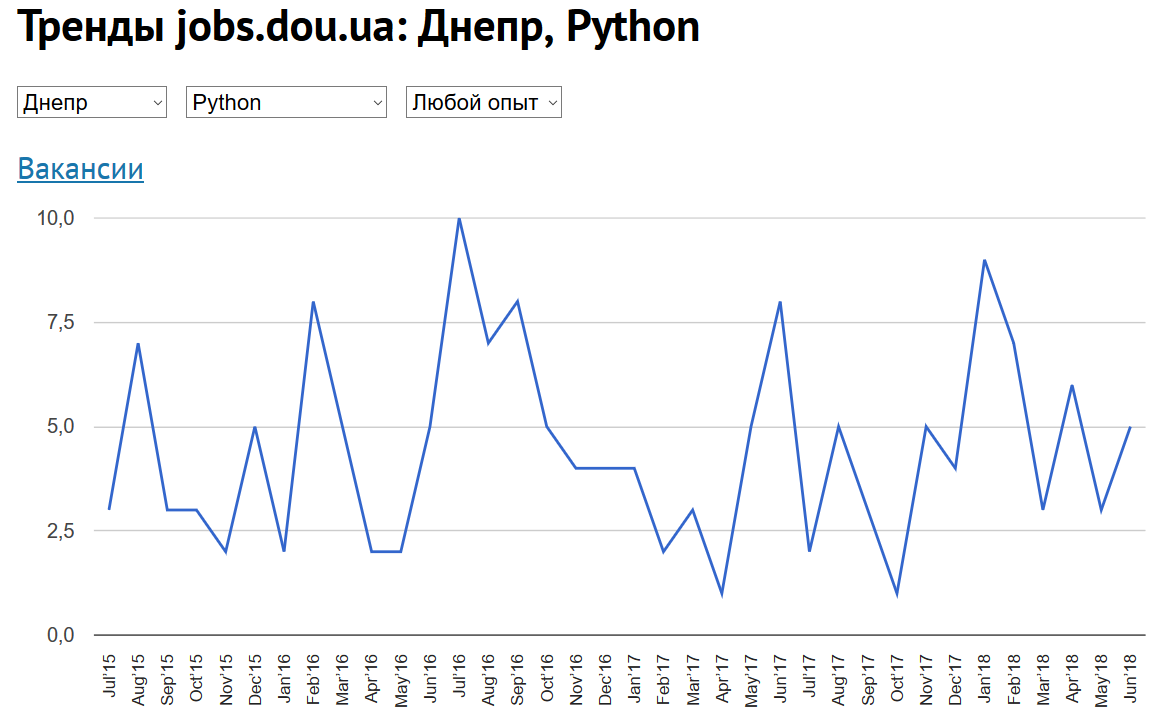 Тренды jobs.dou.ua: Днепр, Python
Днепр Python Любой опыт
Вакансии
10,0
7,5
5,0
2,5
0,0
Jul'15 Aug'15 Sep'15 Oct'15 Nov'15 Dec'15 Jan'16 Feb'16 Mar'16 Apr'16 May'16 Jun'16 Jul'16 Aug'16 Sep'16 Oct'16 Nov'16 Dec'16 Jan'17 Feb'17 Mar'17 Apr'17 May'17 Jun'17 Jul'17 Aug'17 Sep'17 Oct'17 Nov'17 Dec'17 Jan'18 Feb'18 Mar'18 Apr'18 May'18 Jun'18